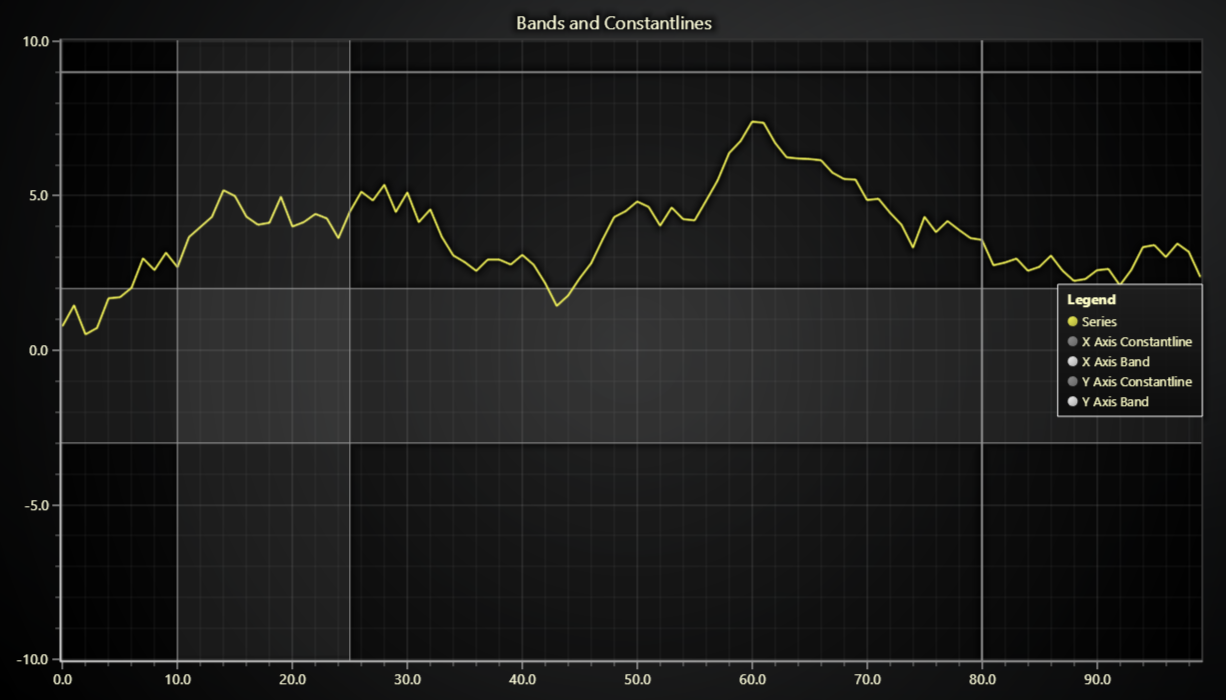 Bands and Constantlines
10.0
5.0
0.0
-5.0
-10.0
0.0 10.0 20.0 30.0 40.0 50.0 60.0 70.0 80.0 90.0
Legend
Series
X Axis Constantline
X Axis Band
Y Axis Constantline
Y Axis Band